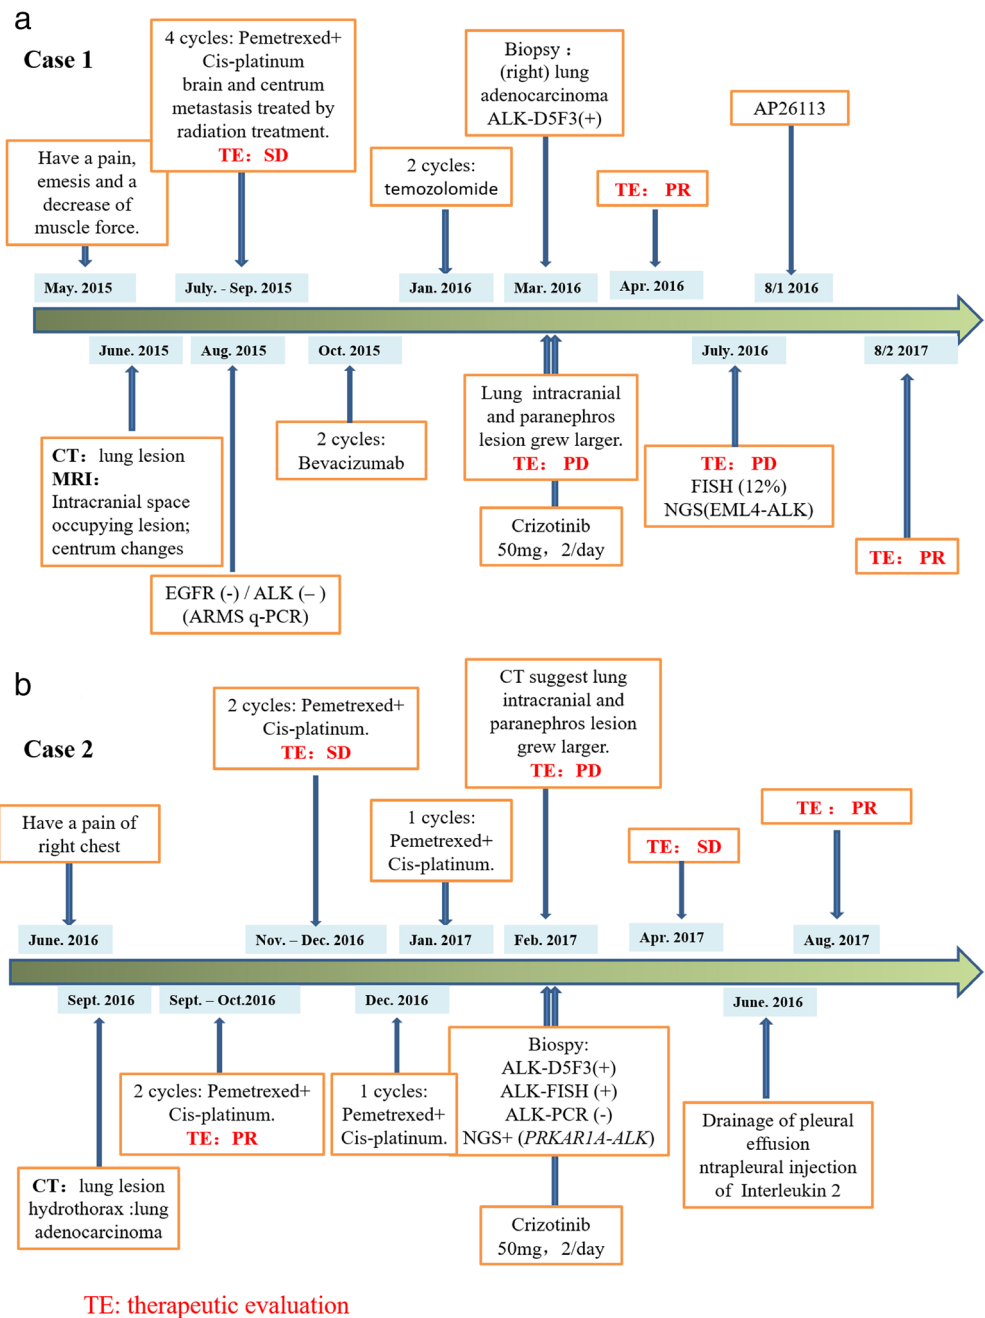 a
Case 1
4 cycles: Pemetrexed+
Cis-platinum
brain and centrum
metastasis treated by
radiation treatment.
TE: SD
Biopsy :
(right) lung
adenocarcinoma
ALK-D5F3(+)
AP26113
Have a pain,
emesis and a
decrease of
muscle force.
2 cycles:
temozolomide
TE: PR
May. 2015
July. - Sep. 2015
Jan. 2016
Mar. 2016
Apr. 2016
8/1 2016
June. 2015
Aug. 2015
Oct. 2015
July. 2016
8/2 2017
CT: lung lesion
MRI:
Intracranial space
occupying lesion;
centrum changes
2 cycles:
Bevacizumab
Lung intracranial
and paranephros
lesion grew larger.
TE: PD
TE: PD
FISH (12%)
NGS(EML4-ALK)
Crizotinib
50mg, 2/day
TE: PR
EGFR (-) / ALK (– )
(ARMS q-PCR)
b
Case 2
2 cycles: Pemetrexed+
Cis-platinum.
TE: SD
CT suggest lung
intracranial and
paranephros lesion
grew larger.
TE: PD
Have a pain of
right chest
1 cycles:
Pemetrexed+
Cis-platinum.
TE: SD
TE : PR
June. 2016
Nov. – Dec. 2016
Jan. 2017
Feb. 2017
Apr. 2017
Aug. 2017
Sept. 2016
Sept. – Oct.2016
Dec. 2016
June. 2016
2 cycles: Pemetrexed+
Cis-platinum.
TE: PR
1 cycles:
Pemetrexed+
Cis-platinum.
Biospy:
ALK-D5F3(+)
ALK-FISH (+)
ALK-PCR (-)
NGS+ (PRKAR1A-ALK)
Drainage of pleural
effusion
ntrapleural injection
of Interleukin 2
CT: lung lesion
hydrothorax :lung
adenocarcinoma
Crizotinib
50mg, 2/day
TE: therapeutic evaluation